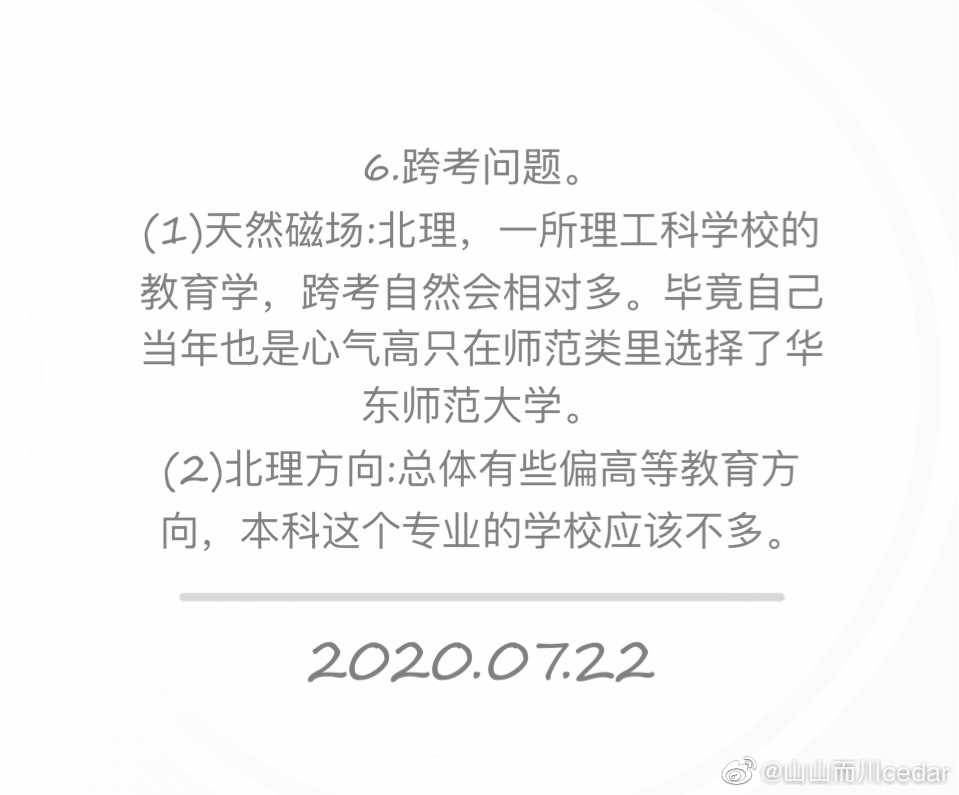 6.跨考问题。
(1)天然磁场:北理，一所理工科学校的
教育学，跨考自然会相对多。毕竟自己
当年也是心气高只在师范类里选择了华
东师范大学。
(2)北理方向:总体有些偏高等教育方
向，本科这个专业的学校应该不多。
2020.07.22
@山山而川cedar